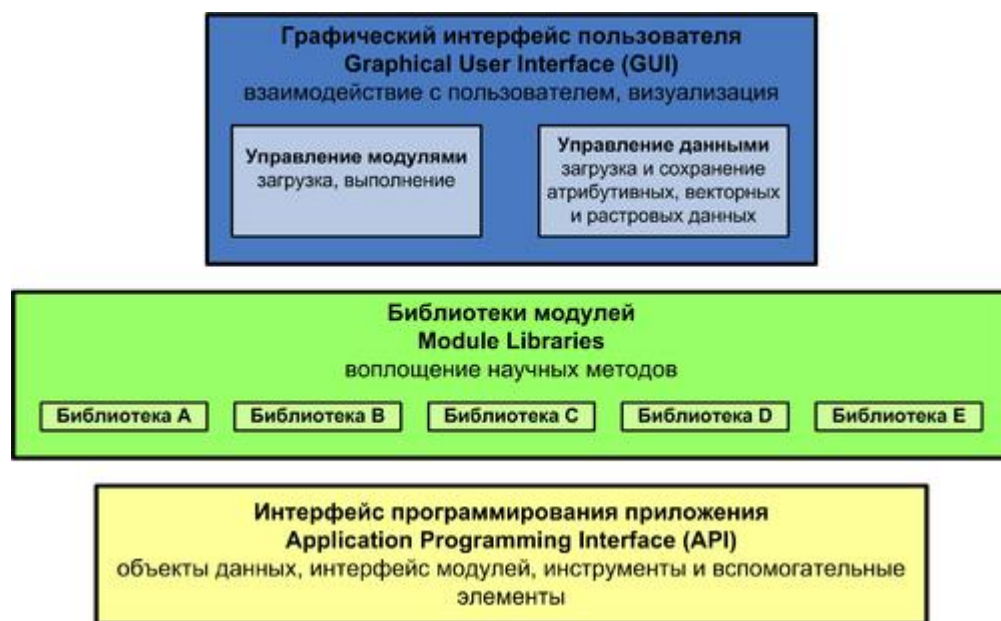 Графический интерфейс пользователя
Graphical User Interface (GUI)
взаимодействие с пользователем, визуализация
Управление модулями
загрузка, выполнение
Управление данными
загрузка и сохранение
атрибутивных, векторных
и растровых данных
Библиотеки модулей
Module Libraries
воплощение научных методов
Библиотека A
Библиотека B
Библиотека C
Библиотека D
Библиотека E
Интерфейс программирования приложения
Application Programming Interface (API)
объекты данных, интерфейс модулей, инструменты и вспомогательные
элементы